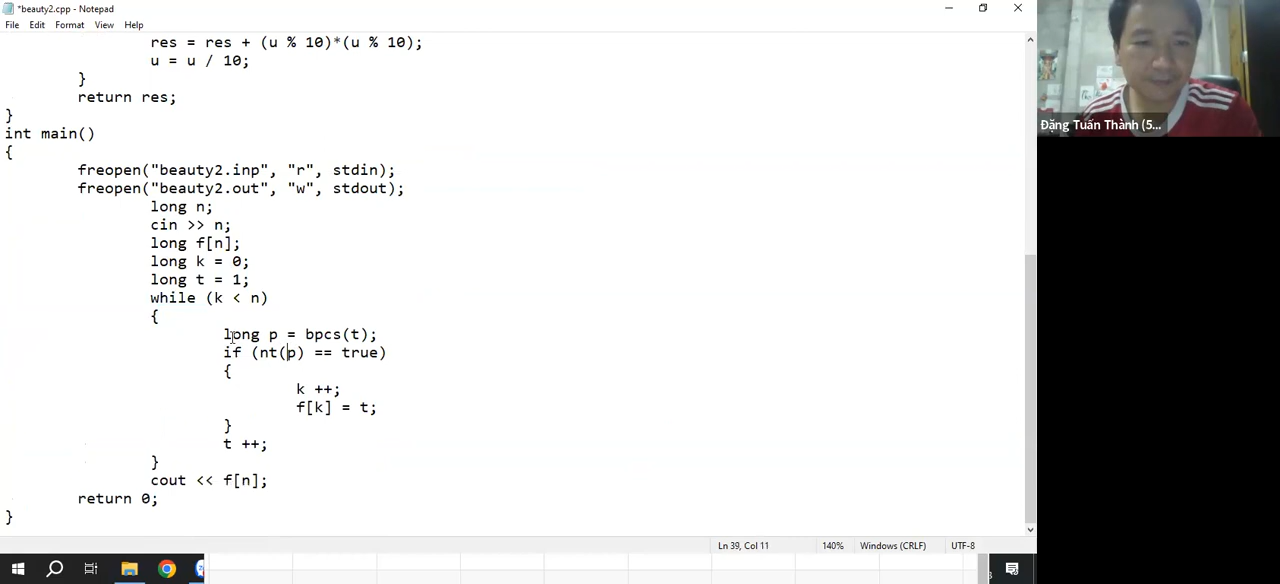 *beauty2.cpp - Notepad
File Edit Format View Help
res = res + (u % 10)*(u % 10);
u = u / 10;
}
return res;
}
int main()
{
freopen("beauty2.inp", "r", stdin);
freopen("beauty2.out", "w", stdout);
long n;
cin >> n;
long f[n];
long k = 0;
long t = 1;
while (k < n)
{
long p = bpcs(t);
if (nt(p) == true)
{
k ++;
f[k] = t;
}
t ++;
}
cout << f[n];
return 0;
}
Ln 39, Col 11
140%
Windows (CRLF)
UTF-8
Đặng Tuấn Thành (5...